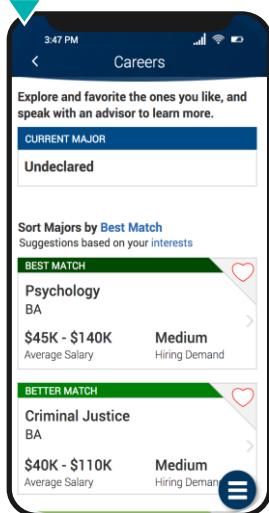 3:47 PM
Careers
Explore and favorite the ones you like, and
speak with an advisor to learn more.
CURRENT MAJOR
Undeclared
Sort Majors by Best Match
Suggestions based on your interests
BEST MATCH
Psychology
BA
$45K - $140K Medium
Average Salary Hiring Demand
BETTER MATCH
Criminal Justice
BA
$40K - $110K Medium
Average Salary Hiring Deman